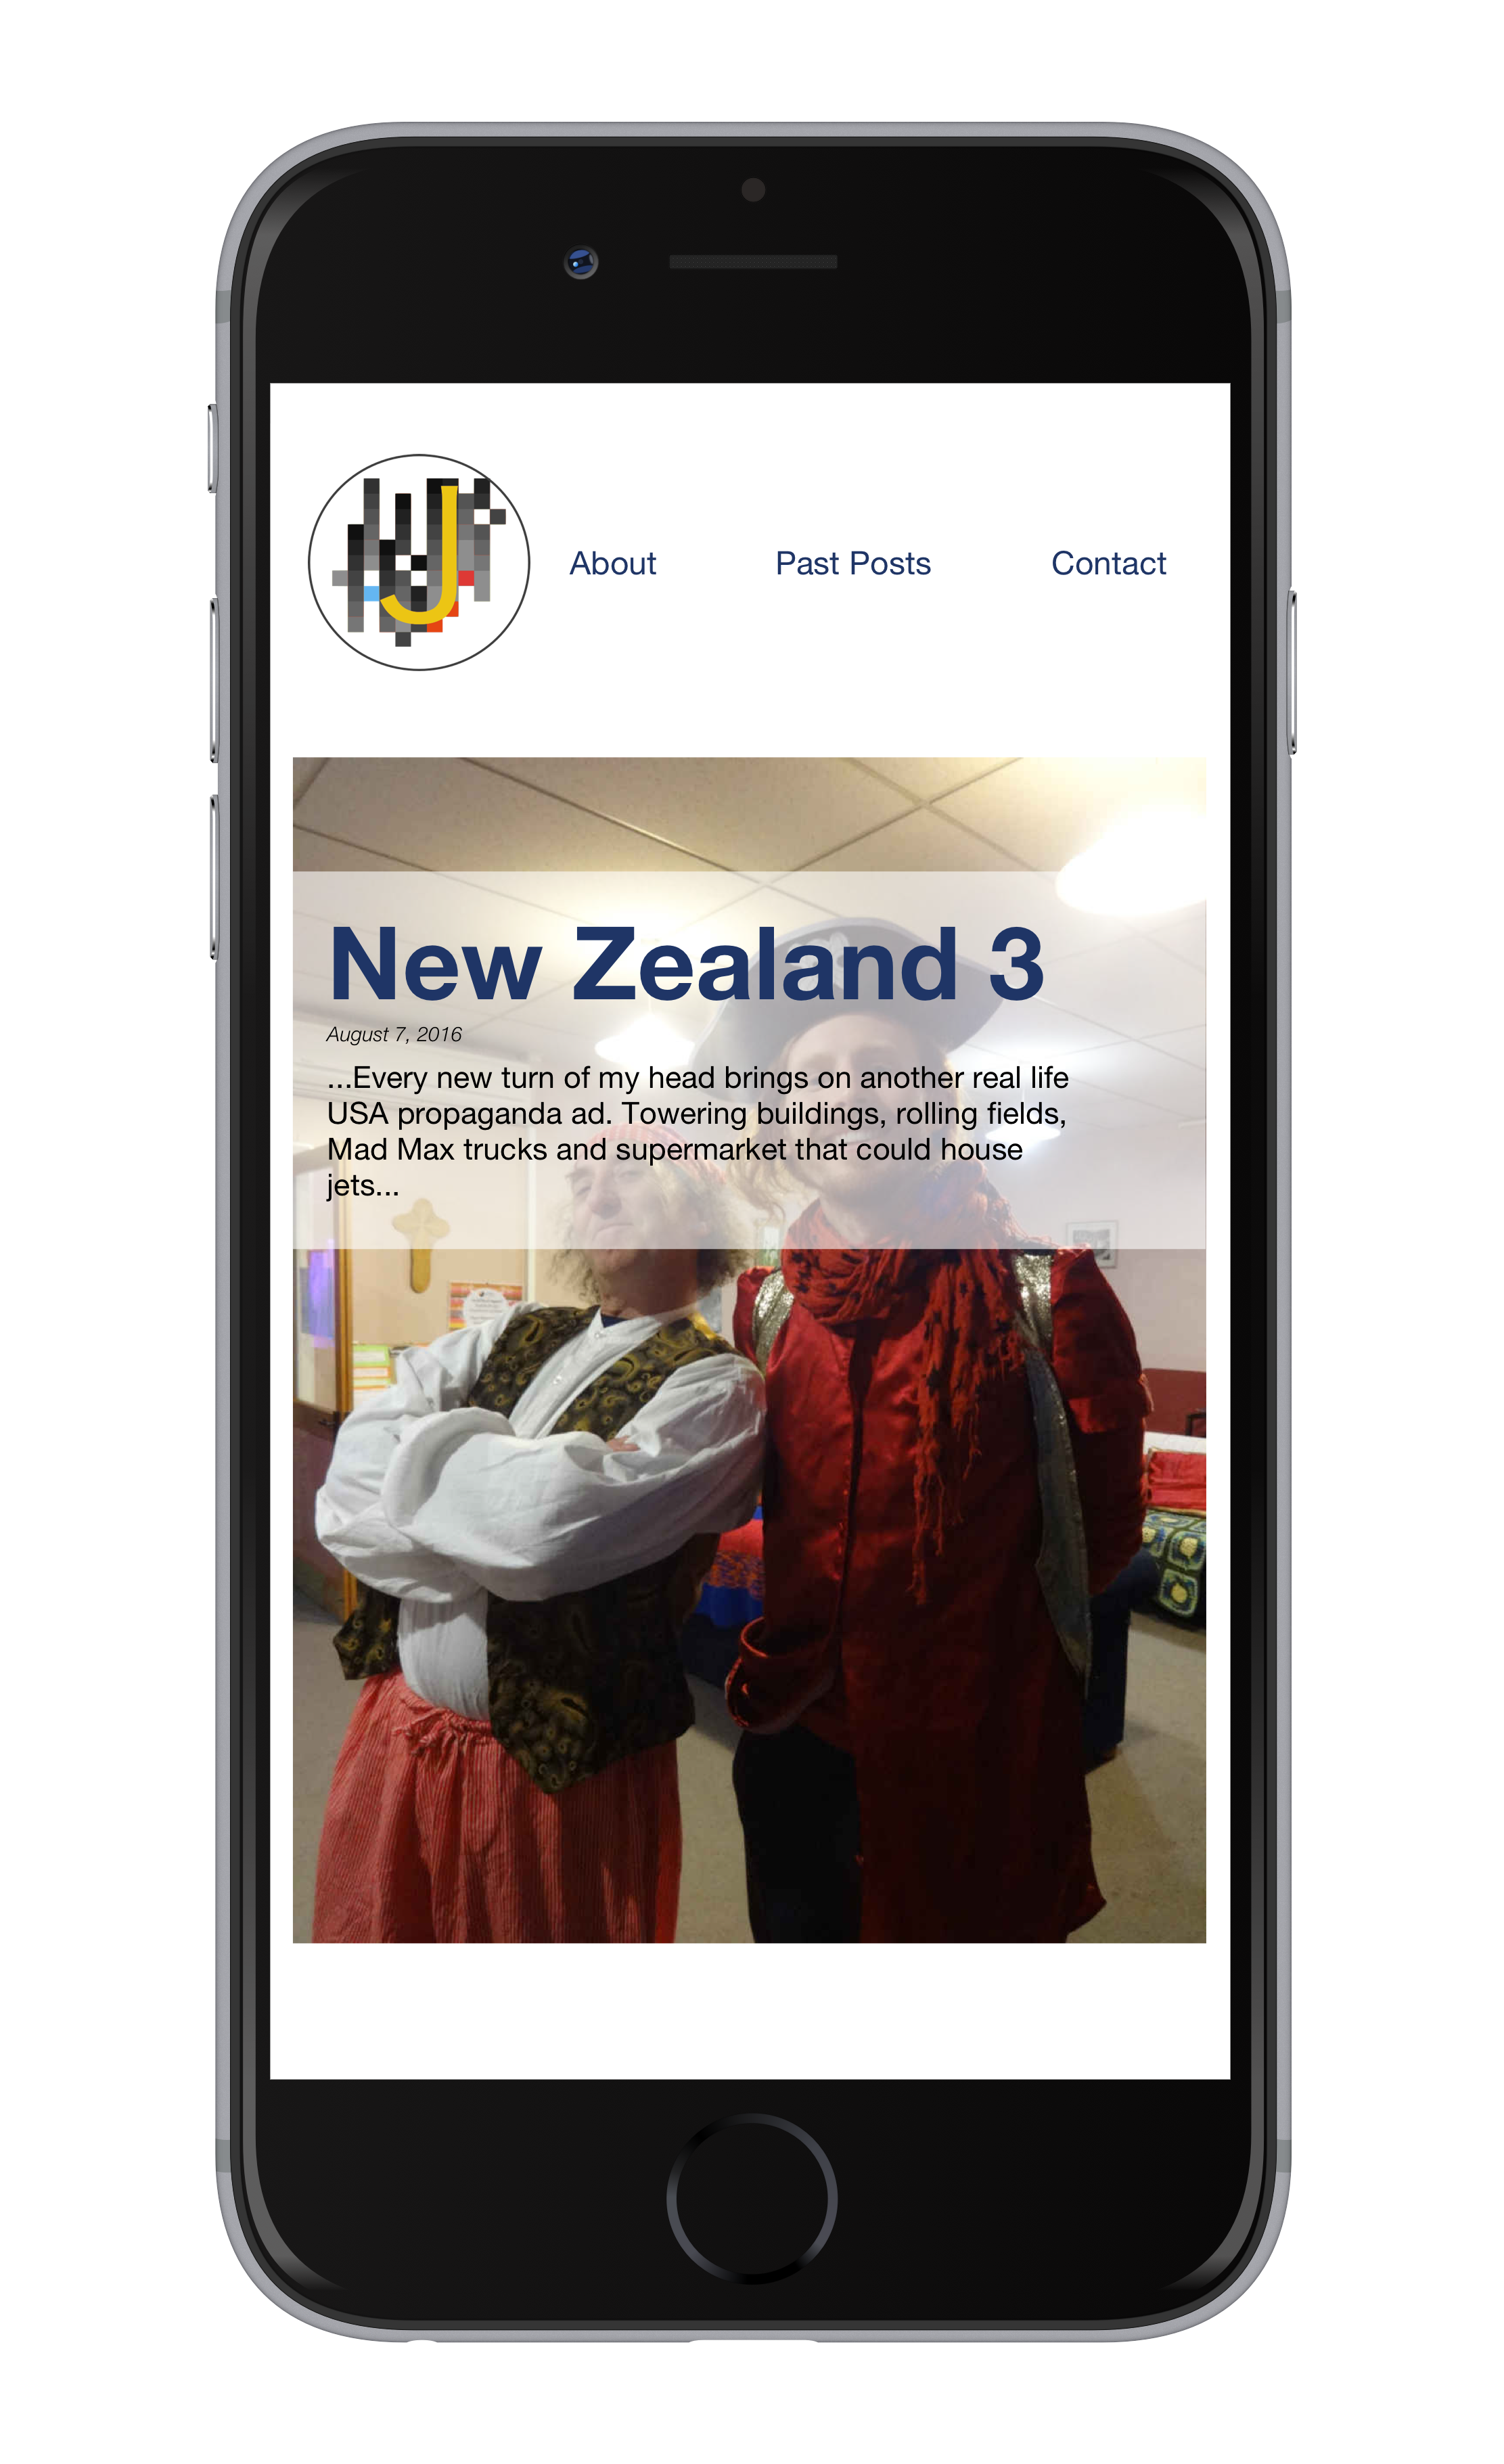 J
About Past Posts Contact
New Zealand 3
August 7, 2016
...Every new turn of my head brings on another real life
USA propaganda ad. Towering buildings, rolling fields,
Mad Max trucks and supermarket that could house
jets...